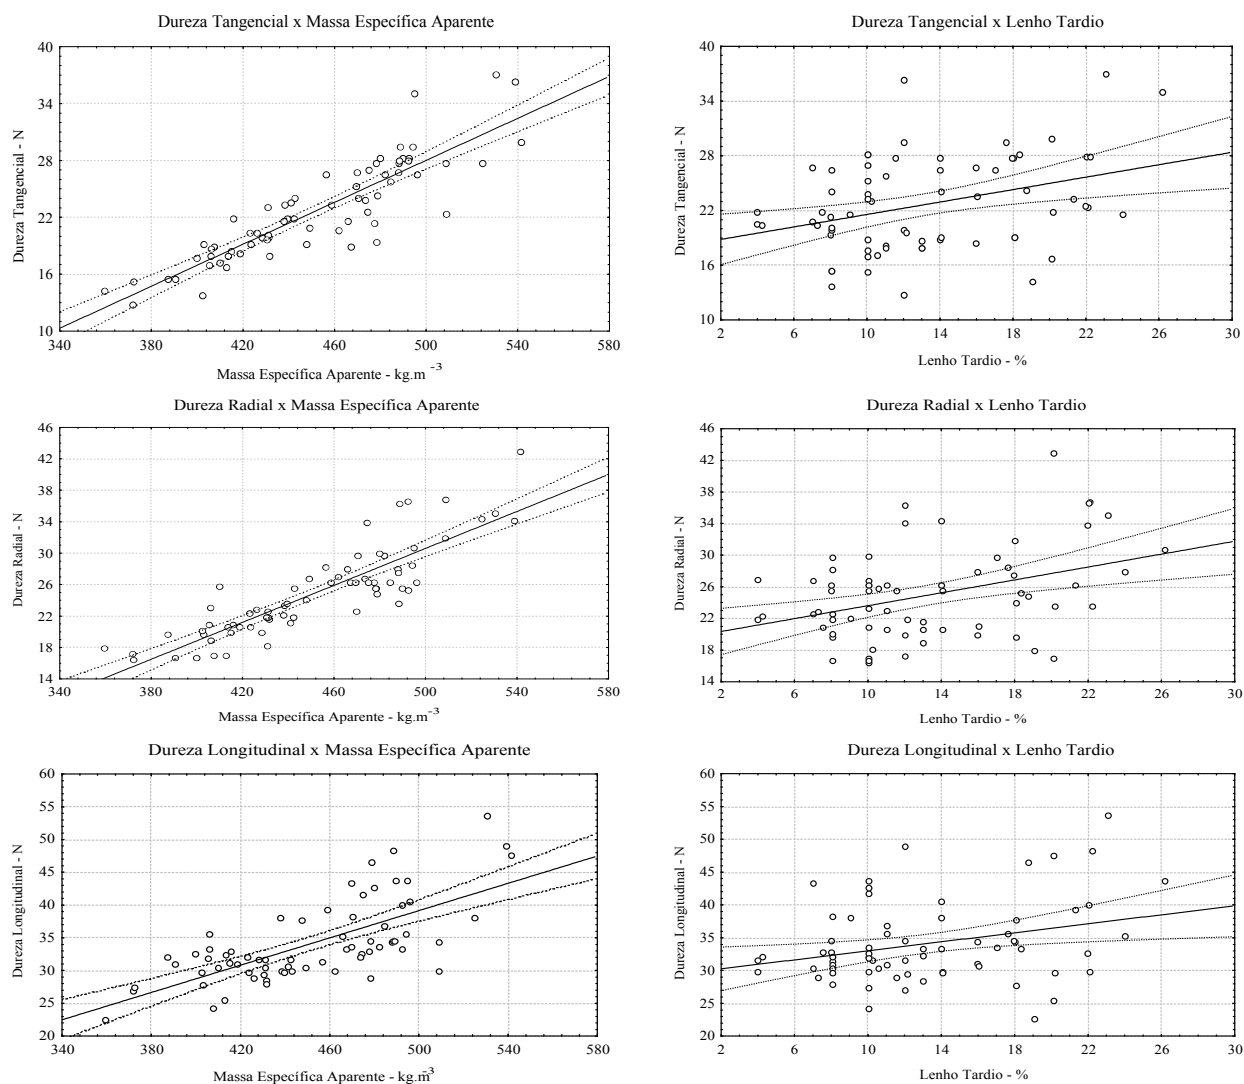 Dureza Tangencial x Massa Específica Aparente
Dureza Tangencial - N
40
34
28
22
16
10
340 380 420 460 500 540 580
Massa Específica Aparente - kg.m -3
Dureza Tangencial x Lenho Tardio
Dureza Tangencial - N
40
34
28
22
16
10
2 6 10 14 18 22 26 30
Lenho Tardio - %
Dureza Radial x Massa Específica Aparente
Dureza Radial - N
46
42
38
34
30
26
22
18
14
340 380 420 460 500 540 580
Massa Específica Aparente - kg.m-3
Dureza Radial x Lenho Tardio
Dureza Radial - N
46
42
38
34
30
26
22
18
14
2 6 10 14 18 22 26 30
Lenho Tardio - %
Dureza Longitudinal x Massa Específica Aparente
Dureza Longitudinal - N
60
55
50
45
40
35
30
25
20
340 380 420 460 500 540 580
Massa Específica Aparente - kg.m-3
Dureza Longitudinal x Lenho Tardio
Dureza Longitudinal - N
60
55
50
45
40
35
30
25
20
2 6 10 14 18 22 26 30
Lenho Tardio - %